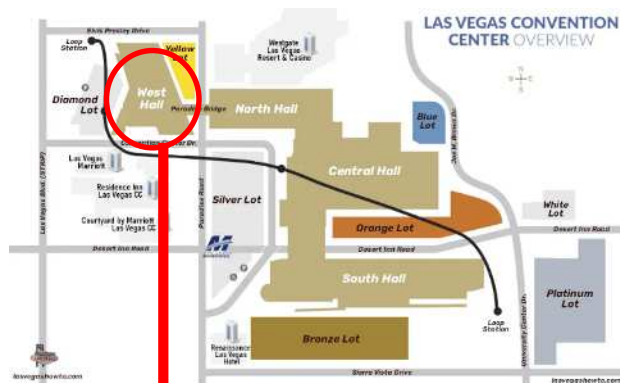 LAS VEGAS CONVENTION
CENTER OVERVIEW
Elvis Presley Drive
Loop
Station
Yellow
Lot
Westgate
Las Vegas
Resort & Casino
West
Hall
Diamond
Lot
Paradise Bridge
North Hall
Blue
Lot
Joe W. Brown Dr.
Convention Center Dr.
Las Vegas
Marriott
Central Hall
Las Vegas Blvd. (STRIP)
Residence Inn
Las Vegas CC
Paradise Road
Silver Lot
White
Lot
Courtyard by Marriott
Las Vegas CC
Orange Lot
Desert Inn Road
Desert Inn Road
Desert Inn Road
M
South Hall
Platinum
Lot
Loop
Station
University Center Dr.
Renaissance
Las Vegas
Hotel
Bronze Lot
Sierra Vista Drive
lasvegashowto.com
lasvegashowto.com